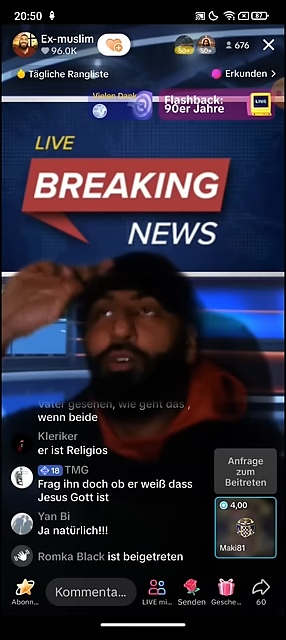 20:50
87
Ex-muslim
96.0K
50+
50+
676
Tägliche Rangliste
Erkunden >
Vielen Dank
Flashback:
90er Jahre
LIVE
LIVE
BREAKING
NEWS
Vater gesehen, wie geht das ,
wenn beide
Kleriker
er ist Religios
18 TMG
Frag ihn doch ob er weiß dass
Jesus Gott ist
Yan Bi
Ja natürlich!!!
Romka Black ist beigetreten
Anfrage
zum
Beitreten
4,00
Maki81
Kommenta...
Abonn...
LIVE mi...
Senden
Gesche...
60